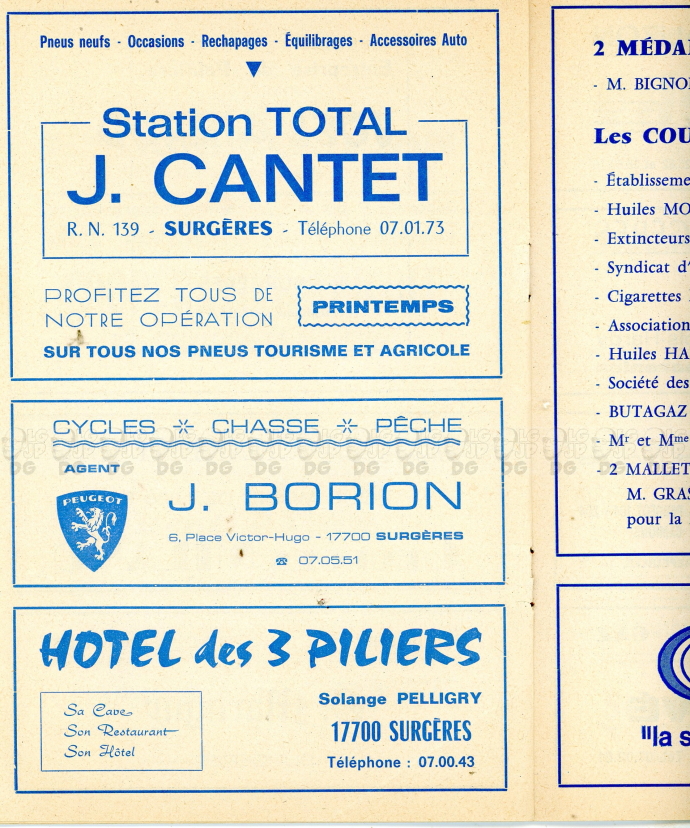 Pneus neufs - Occasions - Rechapages - Équilibrages - Accessoires Auto
Station TOTAL
J. CANTET
R. N. 139 - SURGÈRES - Téléphone 07.01.73
PROFITEZ TOUS DE
NOTRE OPÉRATION
PRINTEMPS
SUR TOUS NOS PNEUS TOURISME ET AGRICOLE
CYCLES CHASSE PÊCHE
AGENT
PEUGEOT
J. BORION
6, Place Victor-Hugo - 17700 SURGÈRES
☎ 07.05.51
HOTEL des 3 PILIERS
Sa Cave
Son Restaurant
Son Hôtel
Solange PELLIGRY
17700 SURGÈRES
Téléphone : 07.00.43
2 MÉDA
- M. BIGNO
Les COU
- Établisseme
- Huiles MO
- Extincteurs
- Syndicat d'
- Cigarettes
- Association
- Huiles HA
- Société des
- BUTAGAZ
- Mr et Mme
- 2 MALLET
M. GRAS
pour la
"la s